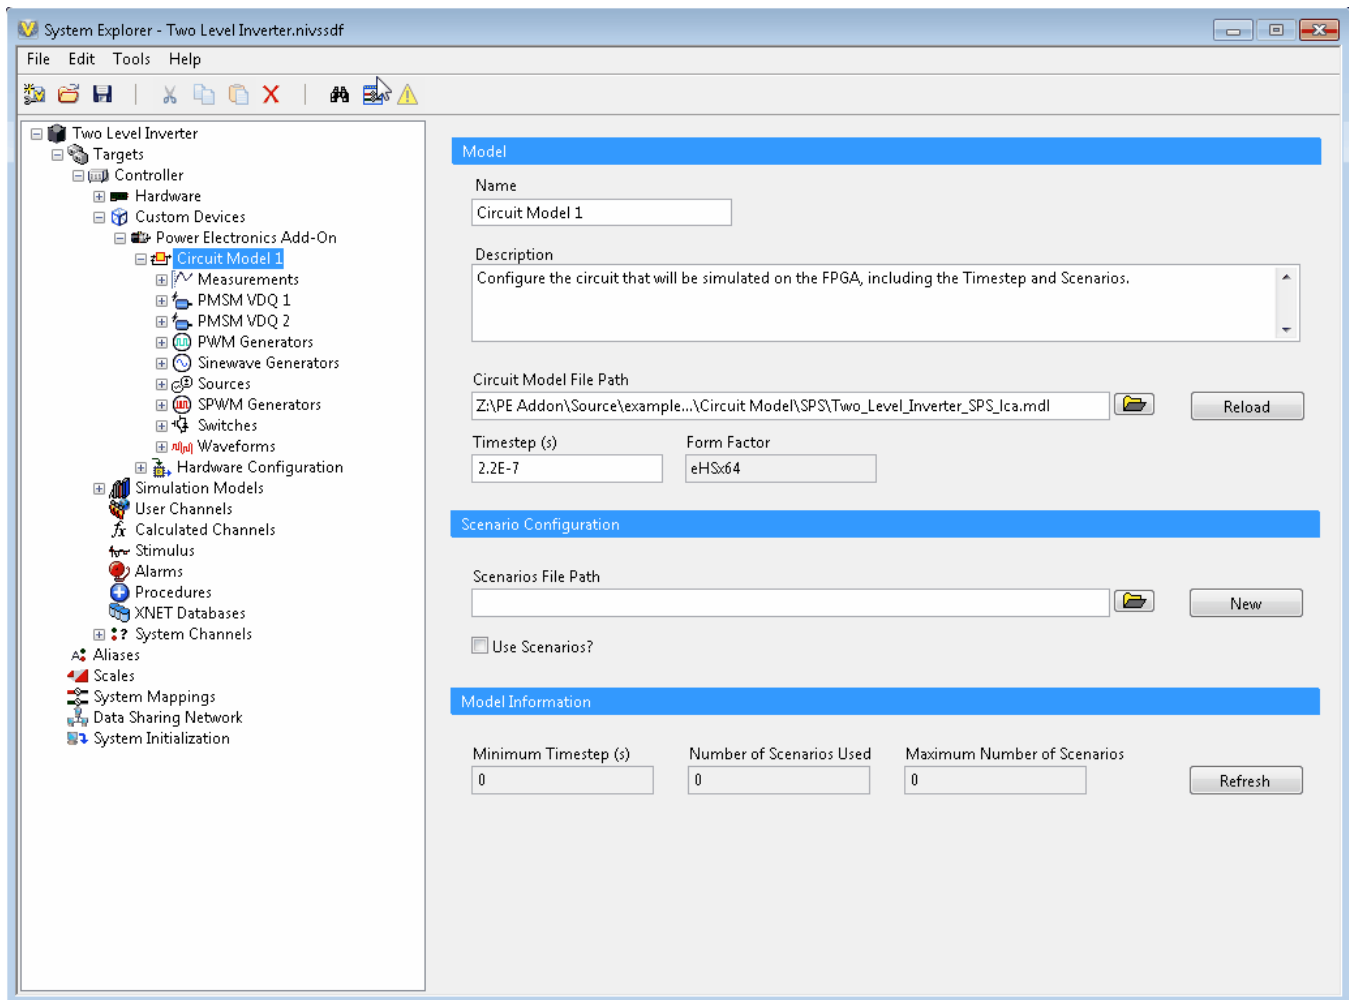 System Explorer - Two Level Inverter.nivssdf
File Edit Tools Help
Two Level Inverter
Targets
Controller
Hardware
Custom Devices
Power Electronics Add-On
Circuit Model 1
Measurements
PMSM VDQ 1
PMSM VDQ 2
PWM Generators
Sinewave Generators
Sources
SPWM Generators
Switches
Waveforms
Hardware Configuration
Simulation Models
User Channels
Calculated Channels
Stimulus
Alarms
Procedures
XNET Databases
System Channels
Aliases
Scales
System Mappings
Data Sharing Network
System Initialization
Model
Name
Circuit Model 1
Description
Configure the circuit that will be simulated on the FPGA, including the Timestep and Scenarios.
Circuit Model File Path
Z:\PE Addon\Source\example...\Circuit Model\SPS\Two_Level_Inverter_SPS_lca.mdl
Reload
Timestep (s) Form Factor
2.2E-7 eHSx64
Scenario Configuration
Scenarios File Path
New
Use Scenarios?
Model Information
Minimum Timestep (s) Number of Scenarios Used Maximum Number of Scenarios
0 0 0 Refresh